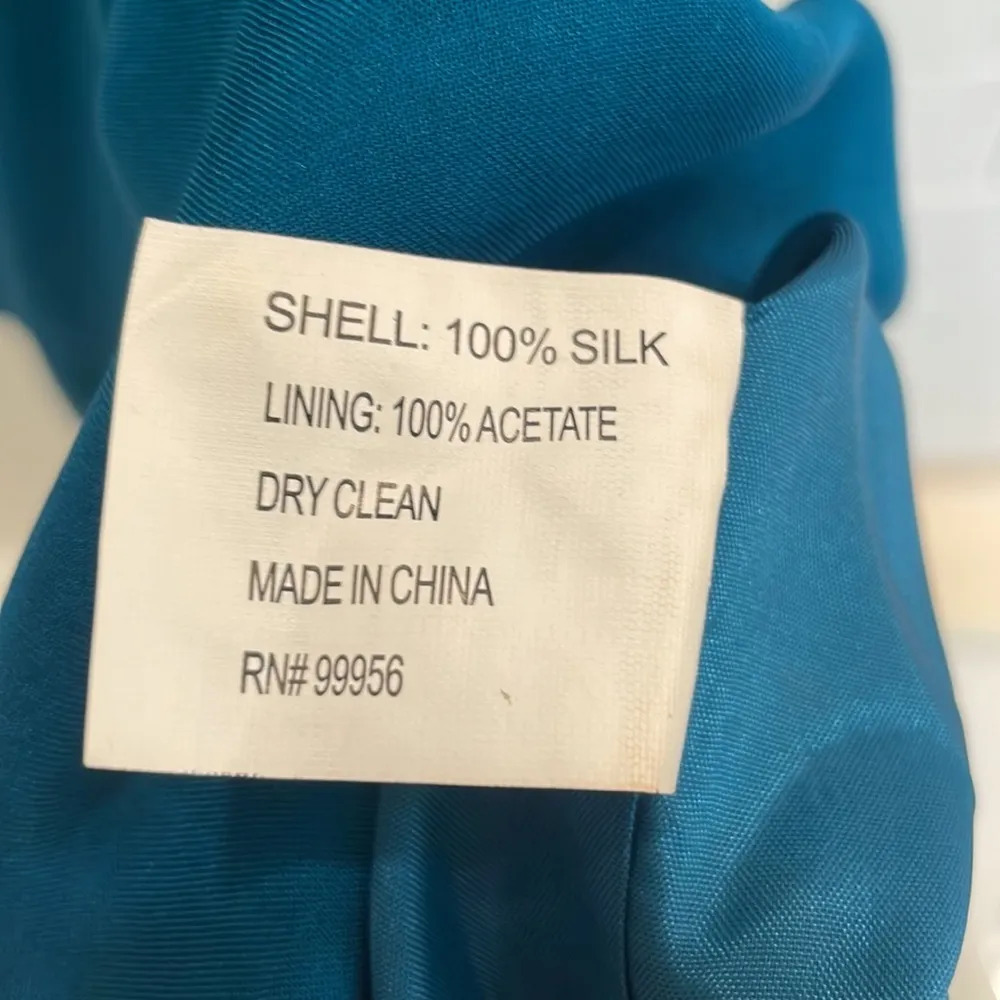 SHELL: 100% SILK
LINING: 100% ACETATE
DRY CLEAN
MADE IN CHINA
RN# 99956